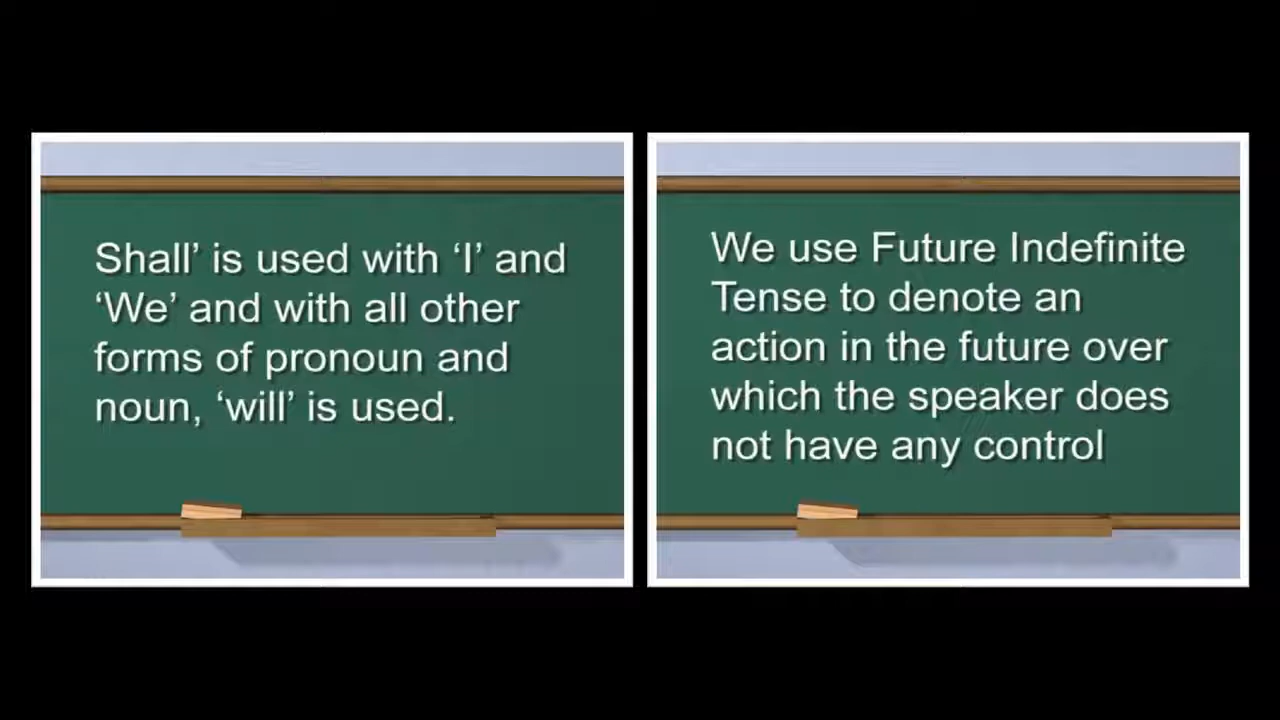 Shall’ is used with ‘I’ and
‘We’ and with all other
forms of pronoun and
noun, ‘will’ is used.
We use Future Indefinite
Tense to denote an
action in the future over
which the speaker does
not have any control